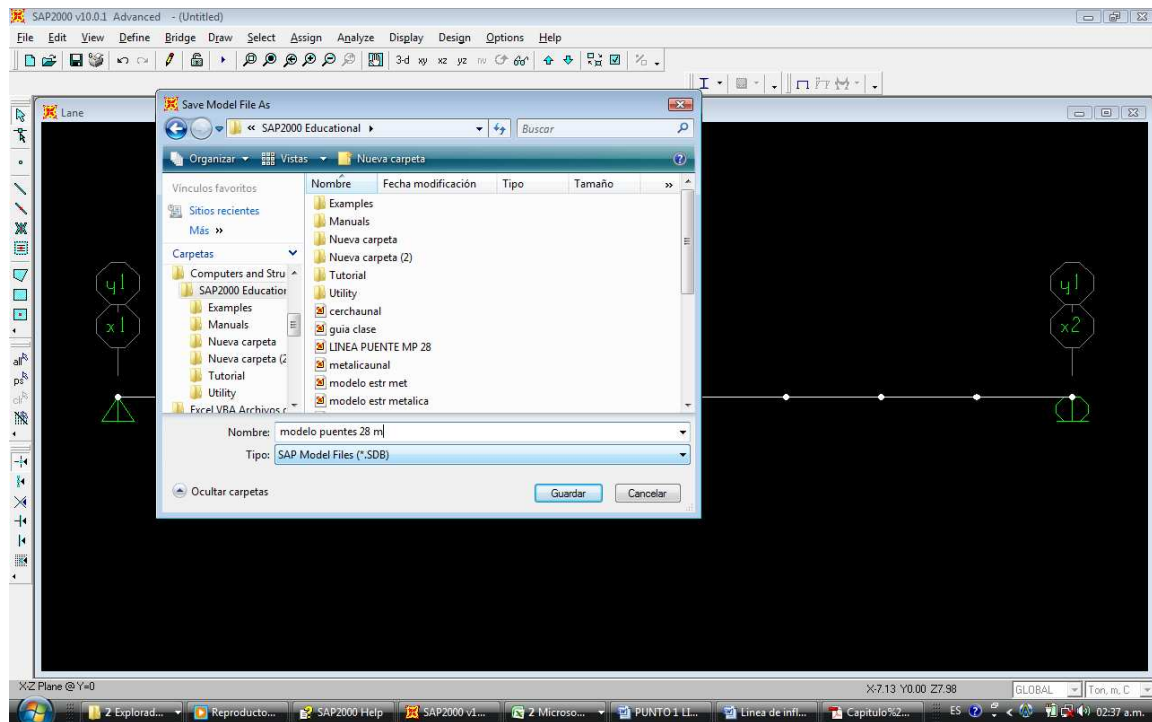 SAP2000 v10.0.1 Advanced - (Untitled)
File Edit View Define Bridge Draw Select Assign Analyze Display Design Options Help
3-d xy xz yz nv
Lane
Save Model File As
« SAP2000 Educational
Buscar
Organizar Vistas Nueva carpeta
Vínculos favoritos
Sitios recientes
Más »
Carpetas
Computers and Stru
SAP2000 Education
Examples
Manuals
Nueva carpeta
Nueva carpeta (2
Tutorial
Utility
Excel VBA Archivos
Nombre Fecha modificación Tipo Tamaño »
Examples
Manuals
Nueva carpeta
Nueva carpeta (2)
Tutorial
Utility
cerchaunal
guia clase
LINEA PUENTE MP 28
metalicaunal
modelo estr met
modelo estr metalica
Nombre: modelo puentes 28 m
Tipo: SAP Model Files (*.SDB)
Ocultar carpetas
Guardar Cancelar
y1
x1
y1
x2
all
ps
clr
X-Z Plane @ Y=0
X-7.13 Y0.00 Z7.98
GLOBAL
Ton, m, C
2 Explorad...
Reproducto...
SAP2000 Help
SAP2000 v1...
2 Microso...
PUNTO 1 LI...
Linea de infl...
Capitulo%2...
ES
02:37 a.m.